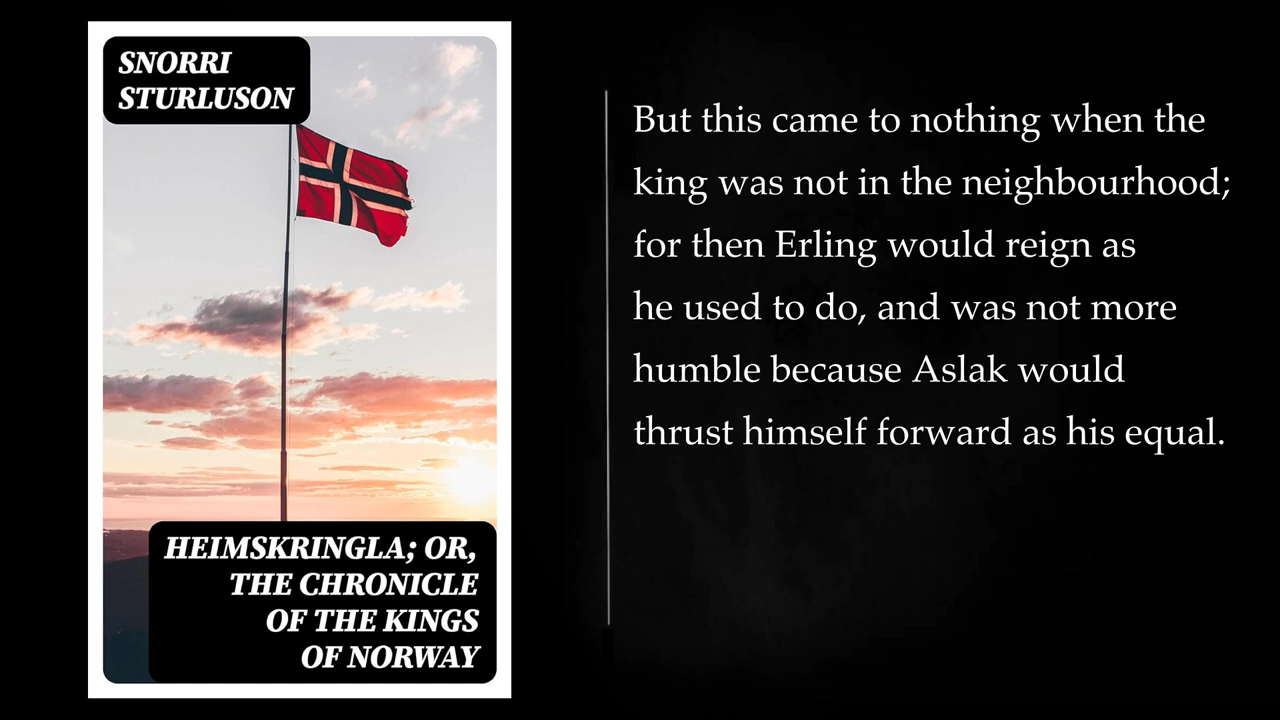 SNORRI
STURLUSON
HEIMSKRINGLA; OR,
THE CHRONICLE
OF THE KINGS
OF NORWAY
But this came to nothing when the
king was not in the neighbourhood;
for then Erling would reign as
he used to do, and was not more
humble because Aslak would
thrust himself forward as his equal.